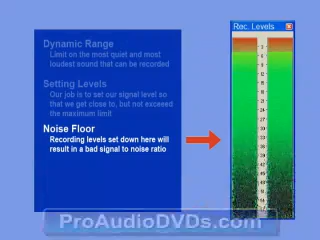 Rec. Levels
Dynamic Range
Limit on the most quiet and most
loudest sound that can be recorded
Setting Levels
Our job is to set our signal level so
that we get close to, but not exceed
the maximum limit
Noise Floor
Recording levels set down here will
result in a bad signal to noise ratio
ProAudioDVDs.com